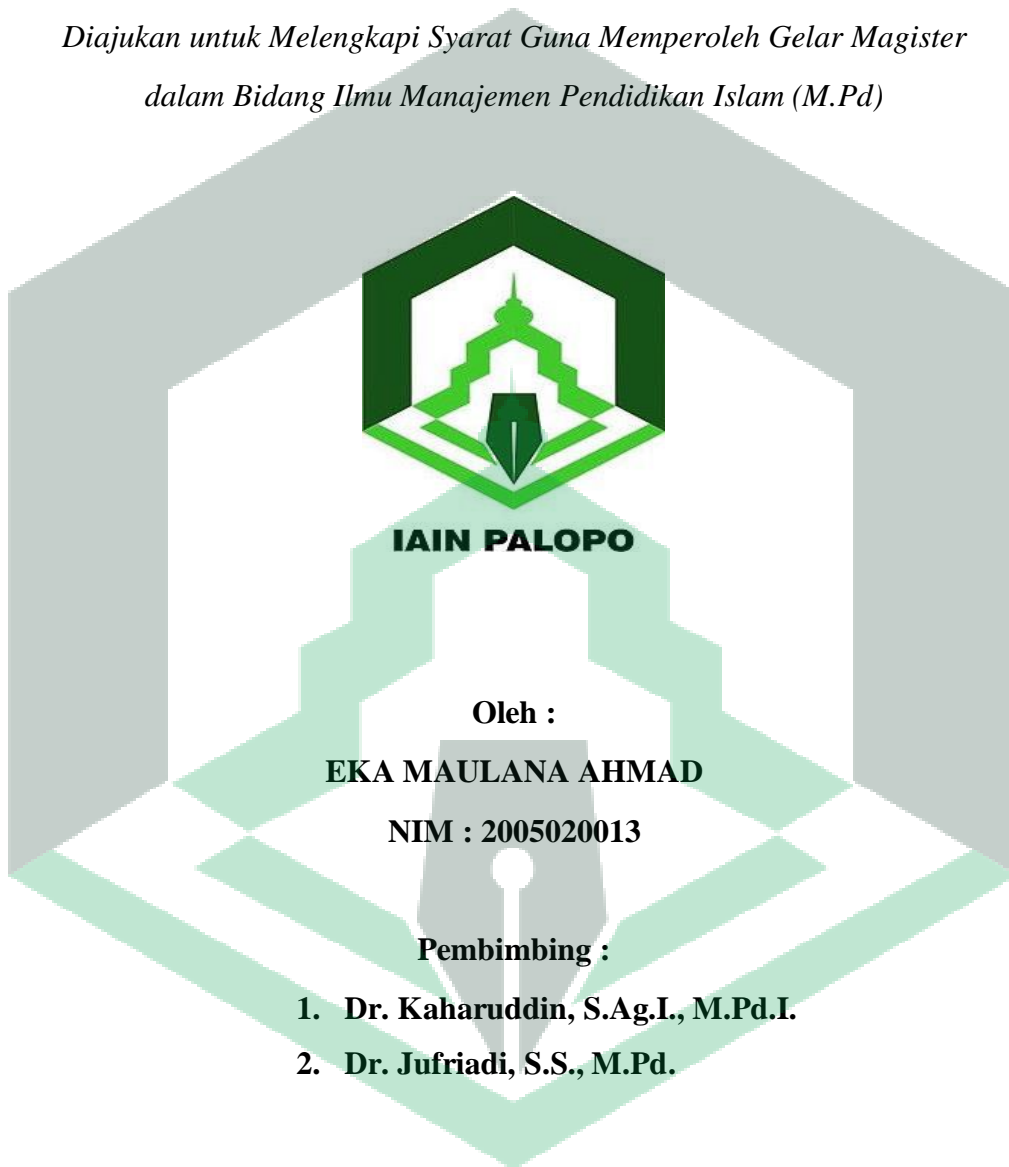 Diajukan untuk Melengkapi Syarat Guna Memperoleh Gelar Magister
dalam Bidang Ilmu Manajemen Pendidikan Islam (M.Pd)
IAIN PALOPO
Oleh :
EKA MAULANA AHMAD
NIM : 2005020013
Pembimbing :
1. Dr. Kaharuddin, S.Ag.I., M.Pd.I.
2. Dr. Jufriadi, S.S., M.Pd.